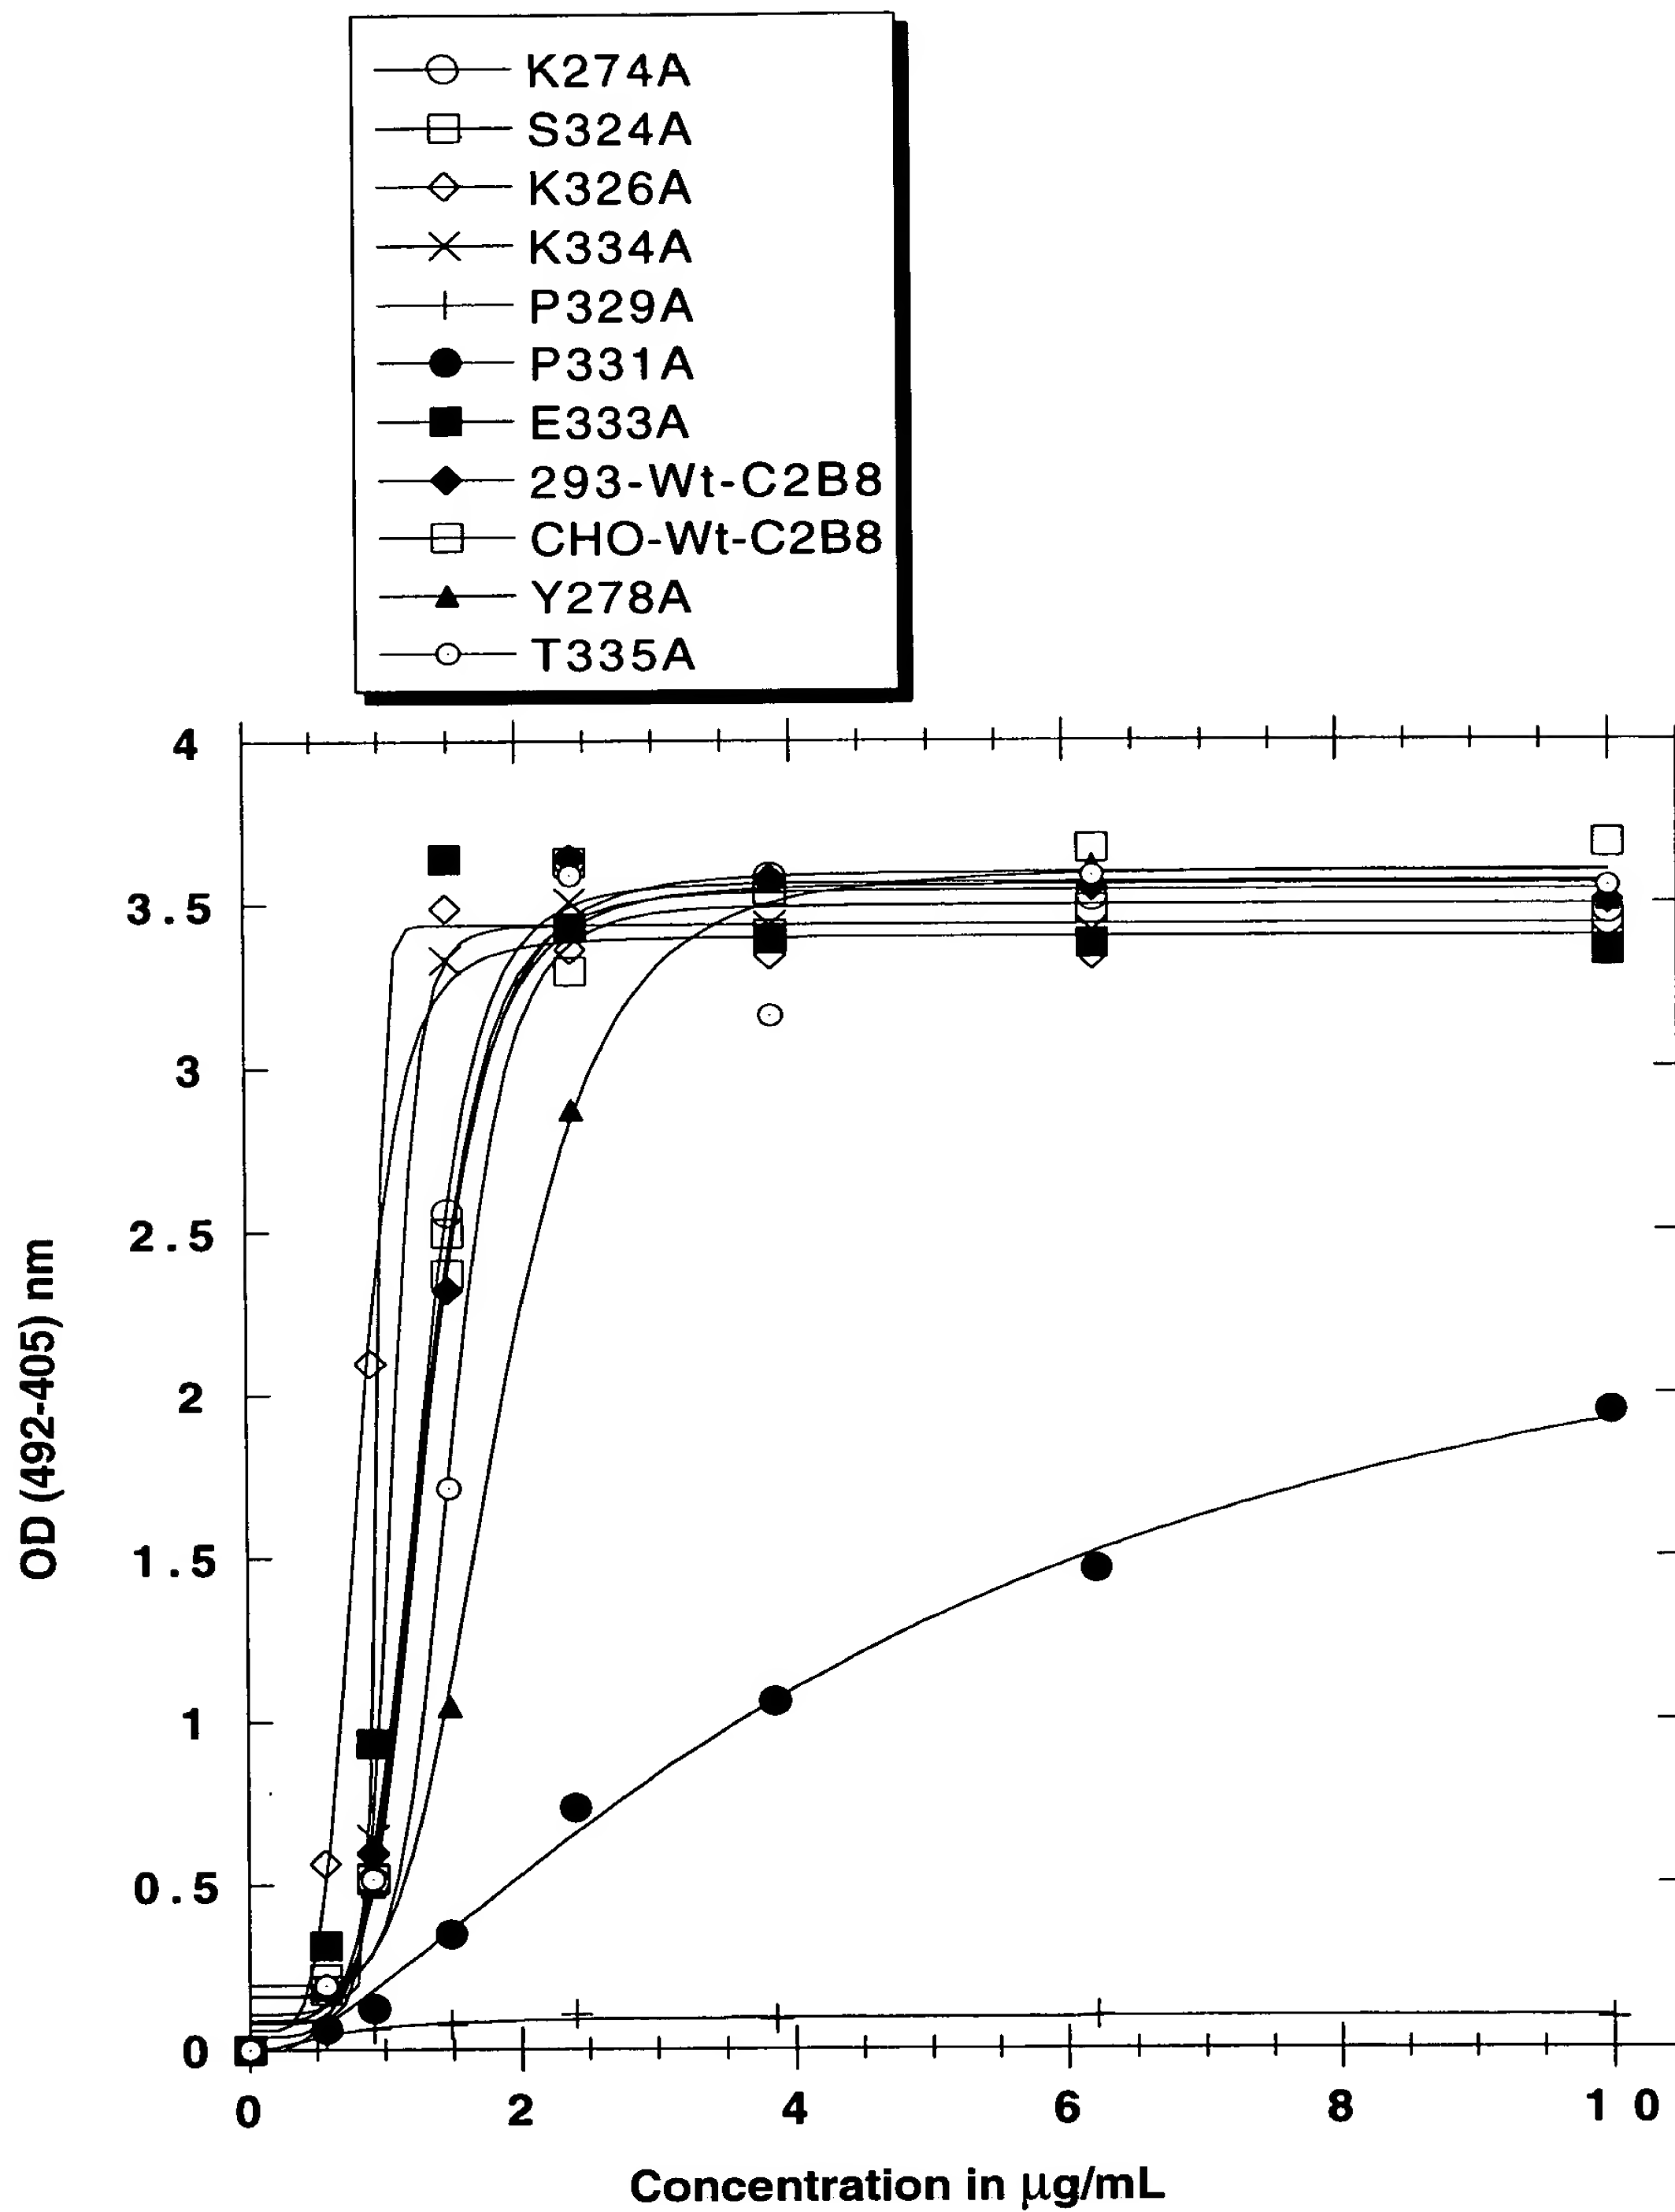 K274A
S324A
K326A
K334A
P329A
P331A
E333A
293-Wt-C2B8
CHO-Wt-C2B8
Y278A
T335A
4
3.5
3
2.5
2
1.5
1
0.5
0
OD (492-405) nm
0 2 4 6 8 10
Concentration in µg/mL